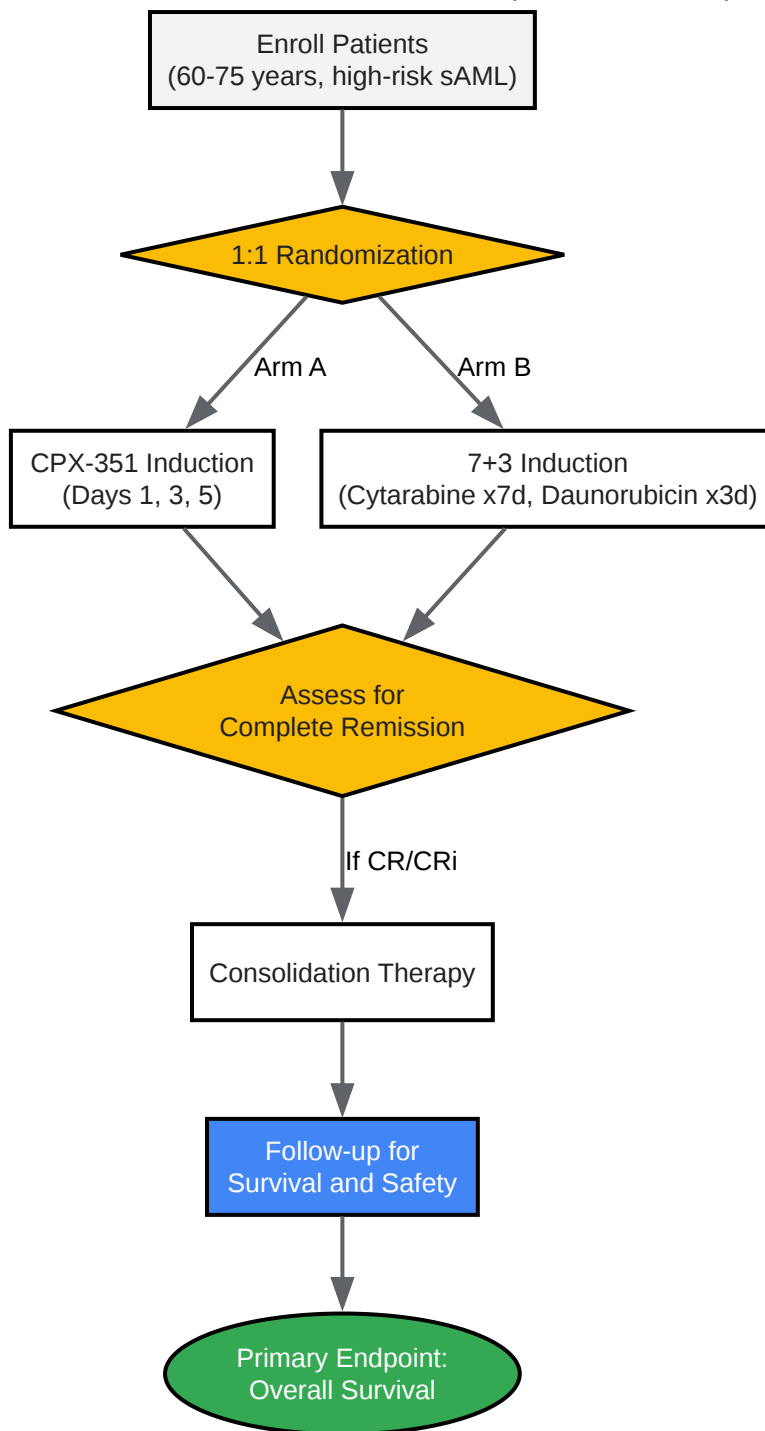 Enroll Patients
(60-75 years, high-risk sAML)
1:1 Randomization
Arm A
Arm B
CPX-351 Induction
(Days 1, 3, 5)
7+3 Induction
(Cytarabine x7d, Daunorubicin x3d)
Assess for
Complete Remission
If CR/CRi
Consolidation Therapy
Follow-up for
Survival and Safety
Primary Endpoint:
Overall Survival